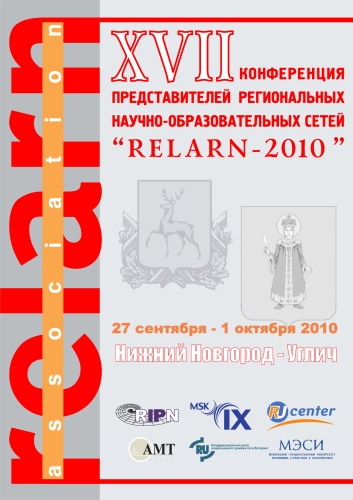 relarn
association
XVII
КОНФЕРЕНЦИЯ
ПРЕДСТАВИТЕЛЕЙ РЕГИОНАЛЬНЫХ
НАУЧНО-ОБРАЗОВАТЕЛЬНЫХ СЕТЕЙ
“RELARN-2010”
27 сентября - 1 октября 2010
Нижний Новгород - Углич
RIPN
MSK
IX
RU center
АМТ
RU
МЭСИ